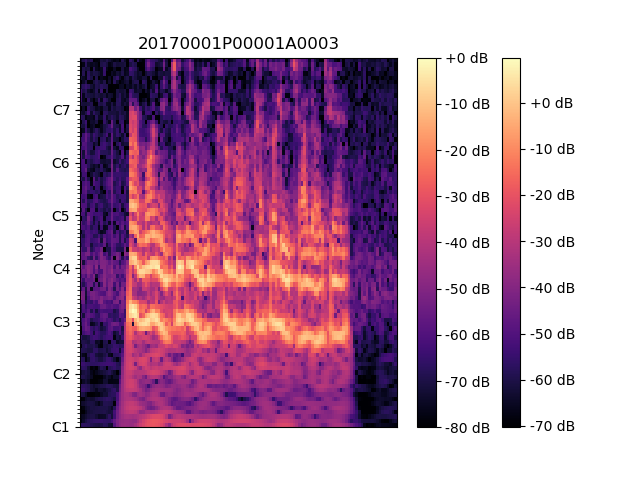 20170001P00001A0003
Note
C7
C6
C5
C4
C3
C2
C1
+0 dB
-10 dB
-20 dB
-30 dB
-40 dB
-50 dB
-60 dB
-70 dB
-80 dB
+0 dB
-10 dB
-20 dB
-30 dB
-40 dB
-50 dB
-60 dB
-70 dB